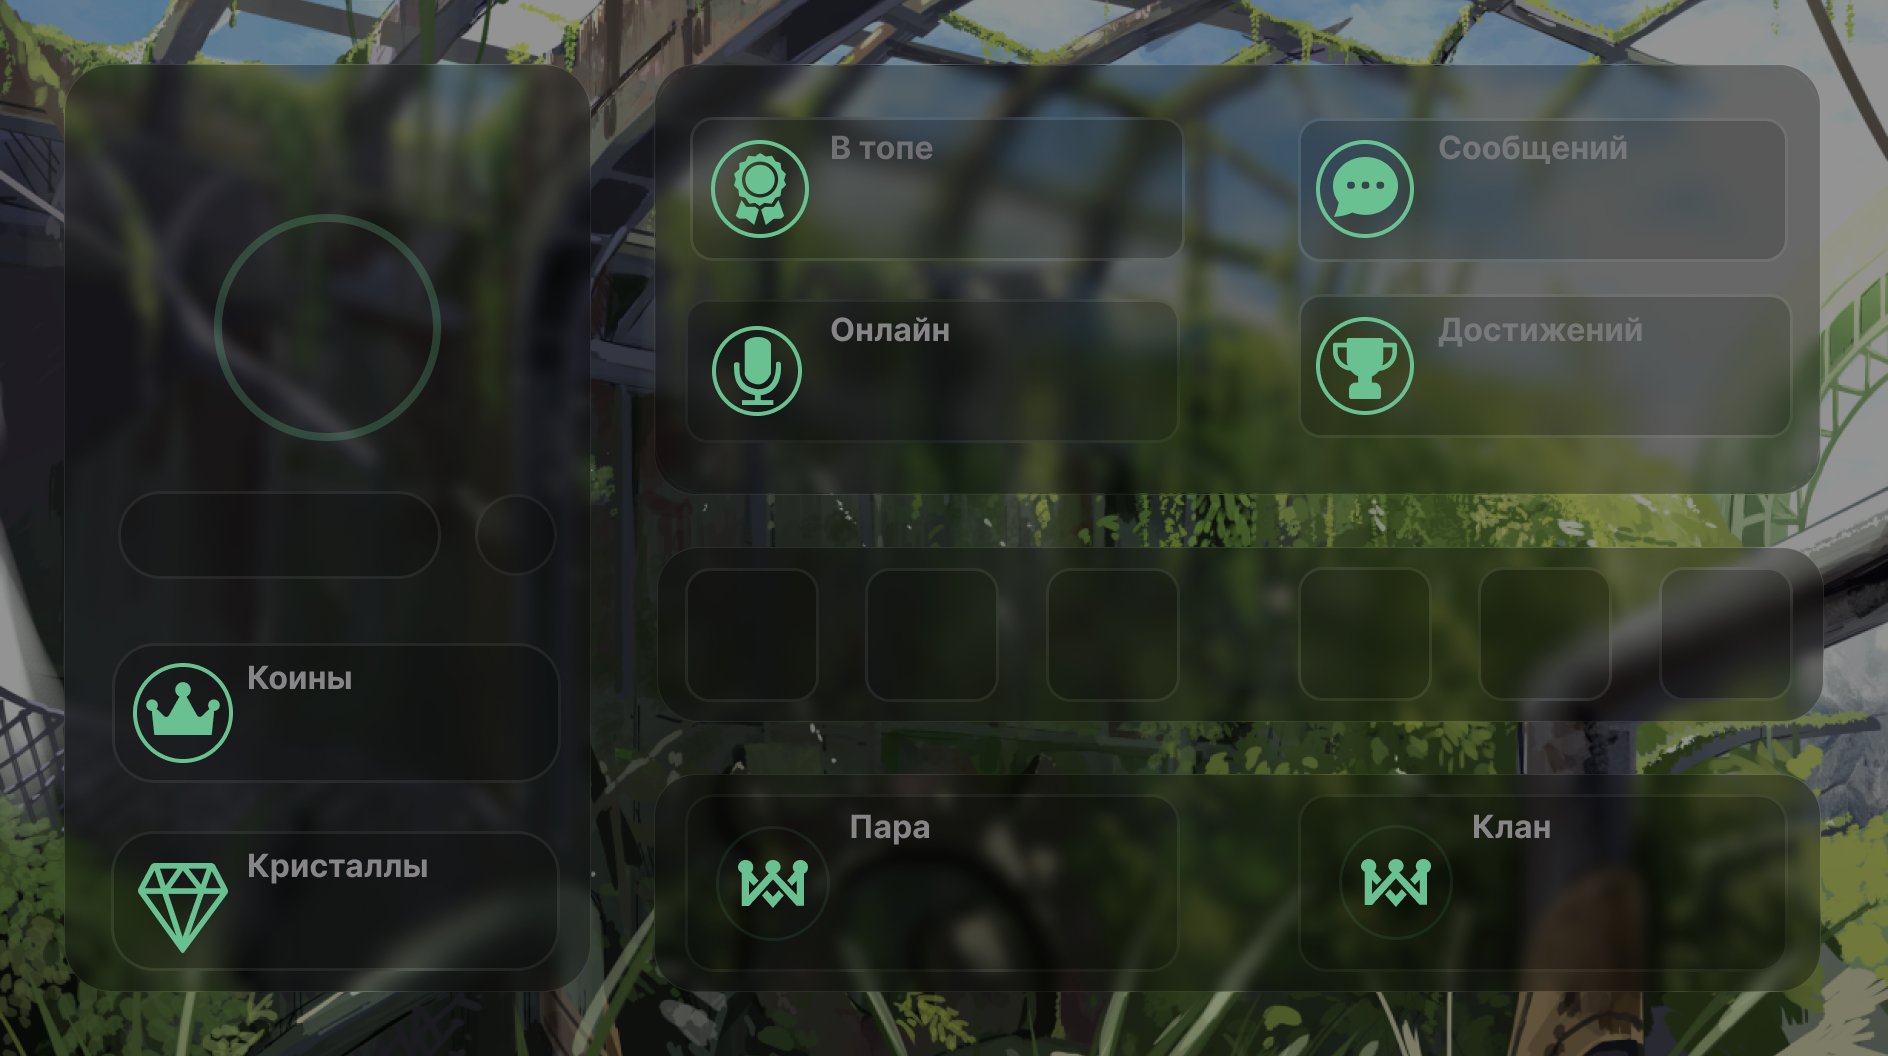 В топе
Сообщений
Онлайн
Достижений
Коины
Кристаллы
Пара
Клан